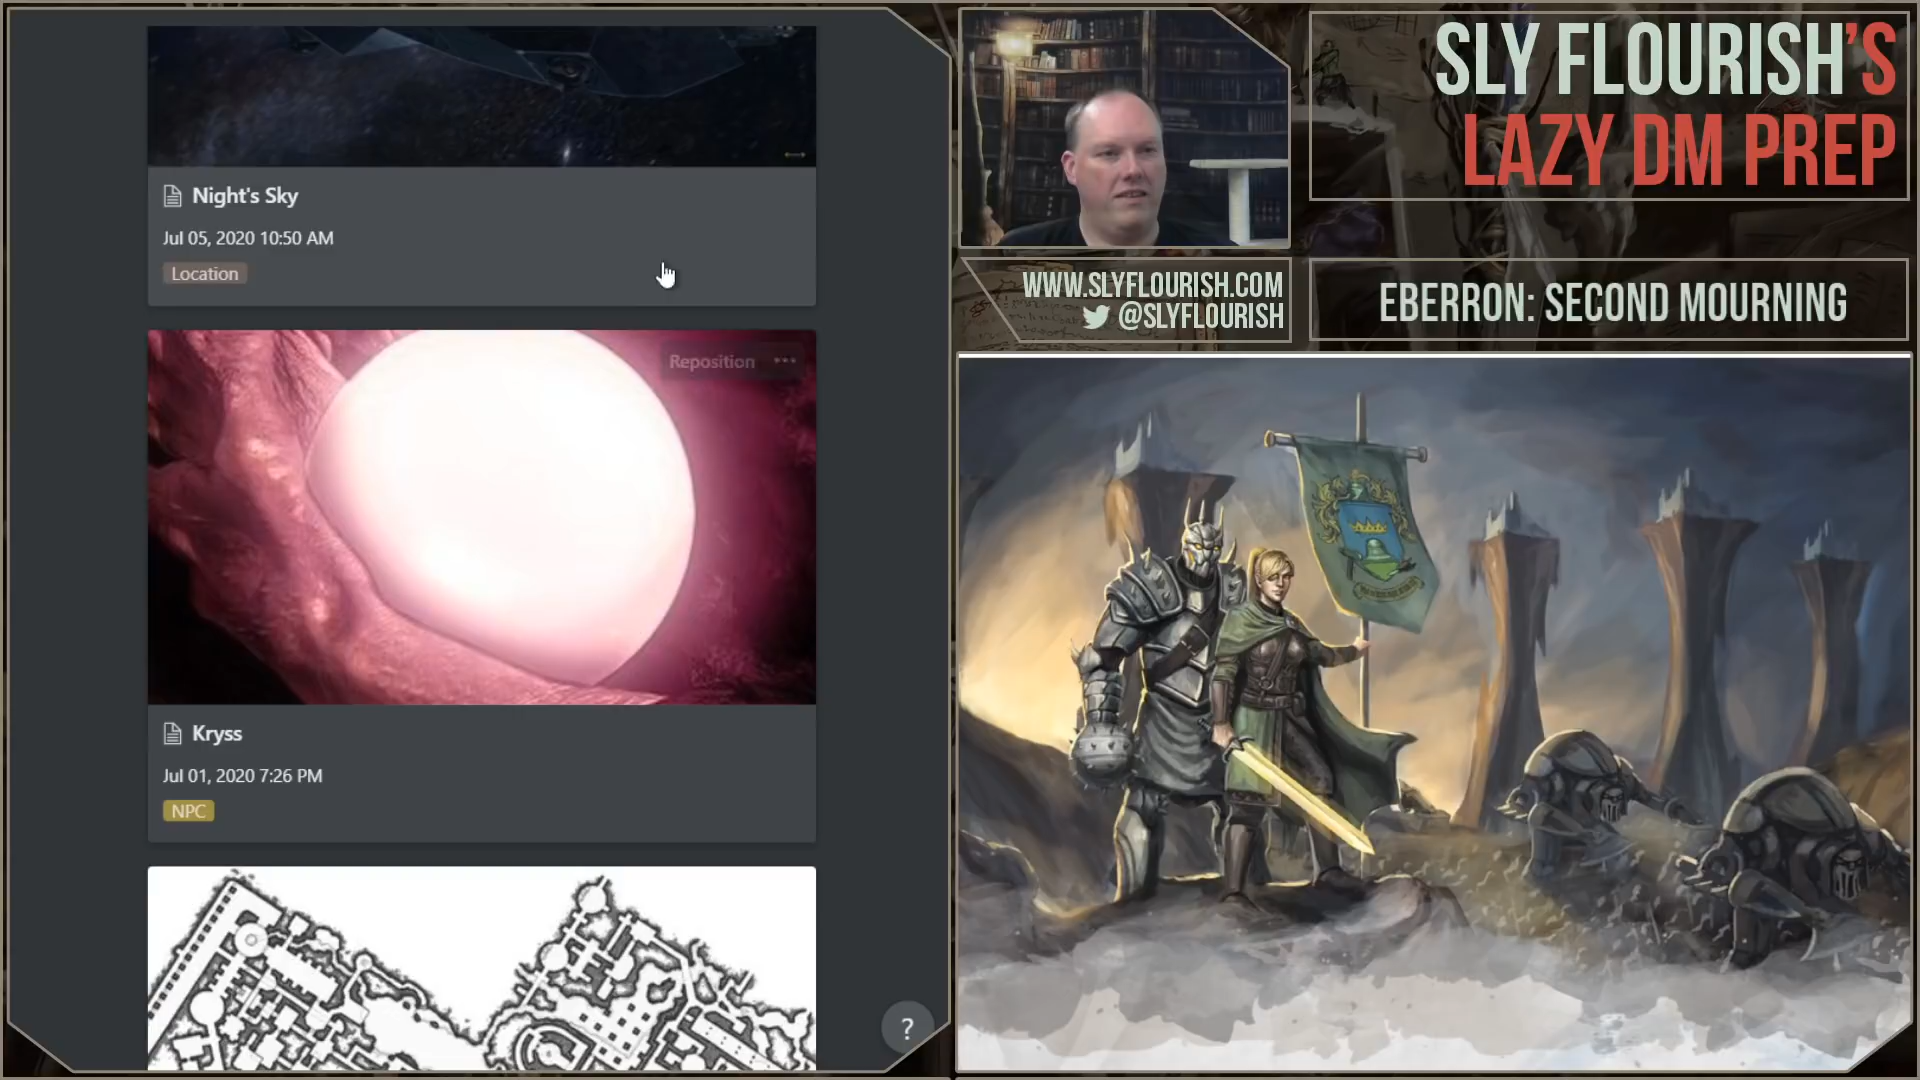 Night's Sky
Jul 05, 2020 10:50 AM
Location
Reposition
Kryss
Jul 01, 2020 7:26 PM
NPC
?
SLY FLOURISH'S
LAZY DM PREP
WWW.SLYFLOURISH.COM
@SLYFLOURISH
EBERRON: SECOND MOURNING